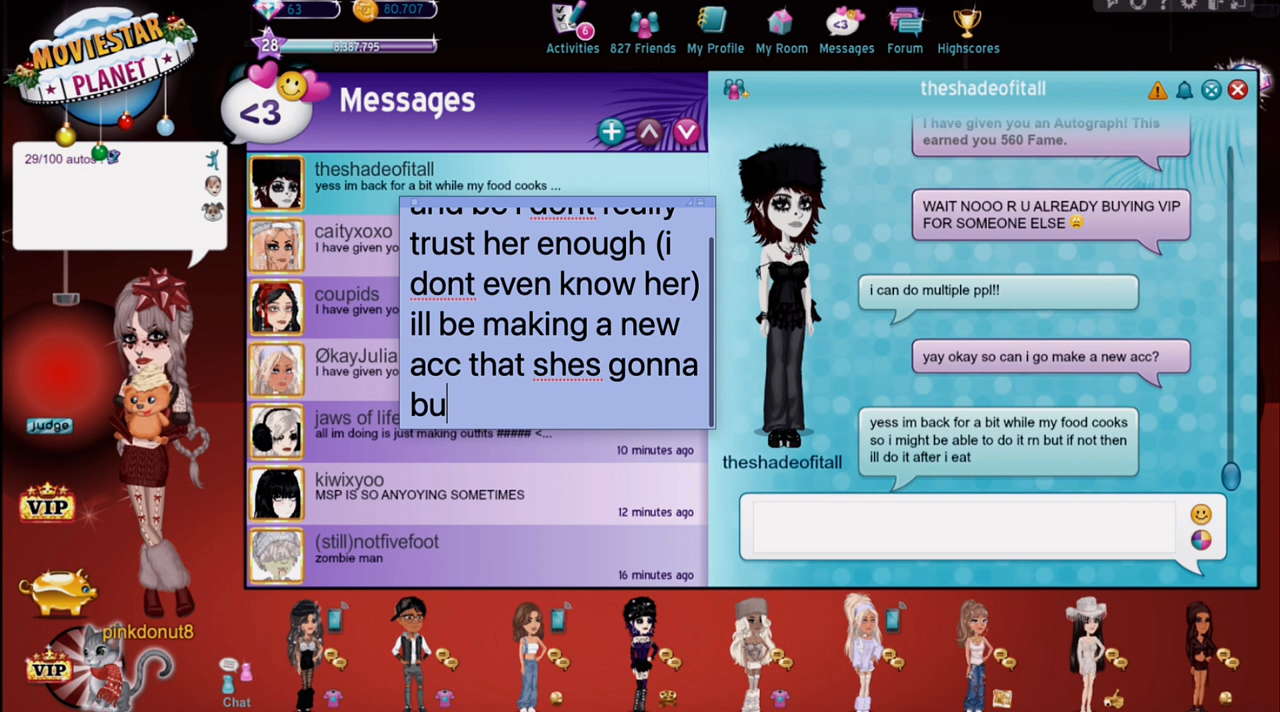 MOVIESTAR
PLANET
63
80.707
28
8,387,795
6
Activities
827 Friends
My Profile
My Room
Messages
Forum
Highscores
29/100 autos !
<3
Messages
theshadeofitall
yess im back for a bit while my food cooks ...
caityxoxo
I have given yo
coupids
I have given yo
ØkayJulia
I have given yo
jaws of life
all im doing is just making outfits ##### <...
10 minutes ago
kiwixyoo
MSP IS SO ANYOYING SOMETIMES
12 minutes ago
(still)notfivefoot
zombie man
16 minutes ago
and bc i dont really
trust her enough (i
dont even know her)
ill be making a new
acc that shes gonna
bu
theshadeofitall
I have given you an Autograph! This
earned you 560 Fame.
WAIT NOOO R U ALREADY BUYING VIP
FOR SOMEONE ELSE
i can do multiple ppl!!
yay okay so can i go make a new acc?
yess im back for a bit while my food cooks
so i might be able to do it rn but if not then
ill do it after i eat
theshadeofitall
judge
VIP
pinkdonut8
VIP
Chat